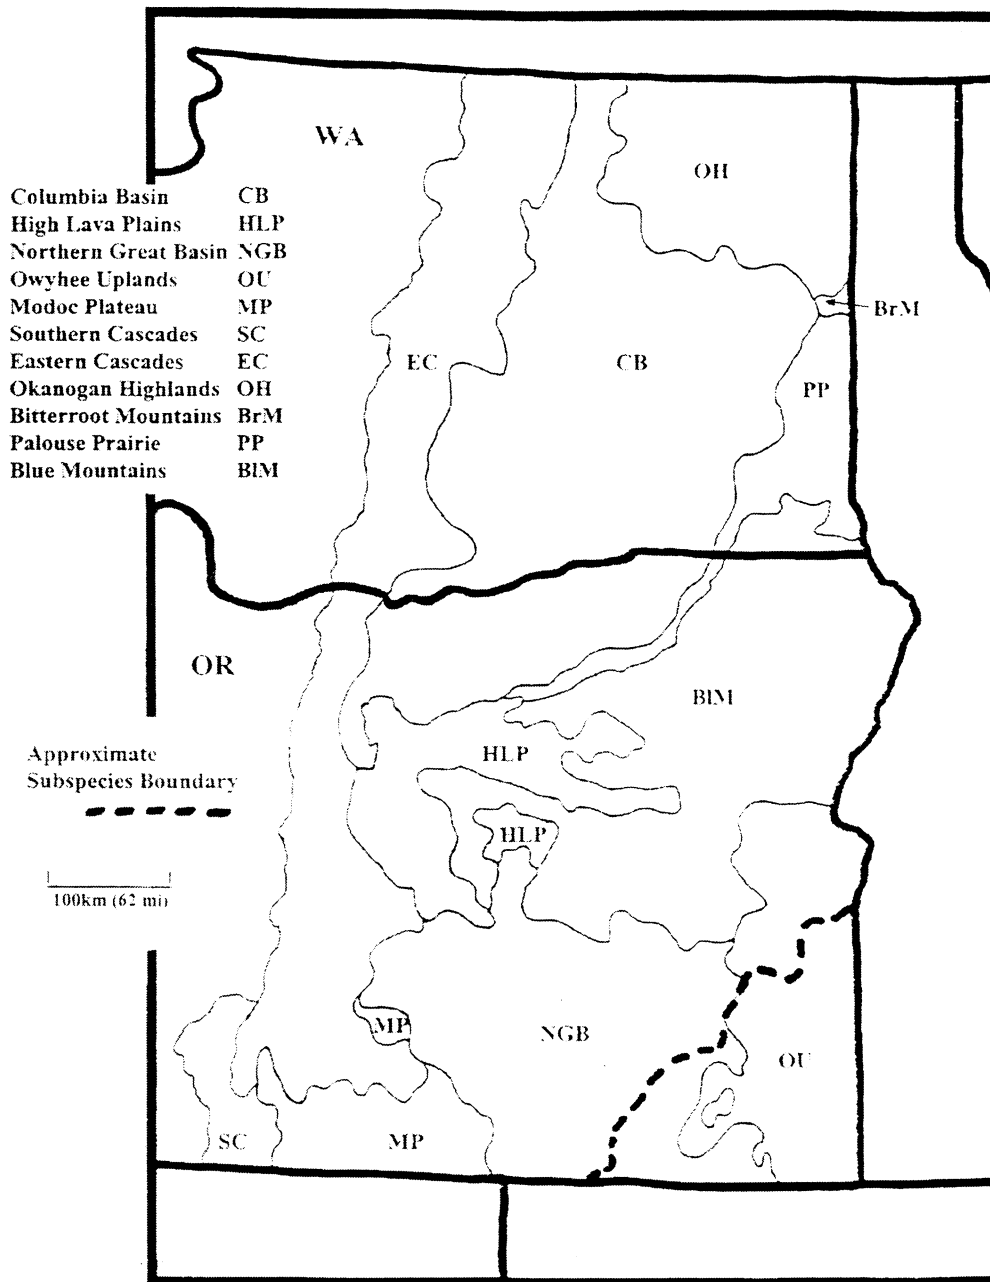 WA
OH
Columbia Basin CB
High Lava Plains HLP
Northern Great Basin NGB
Owyhee Uplands OU
Modoc Plateau MP
Southern Cascades SC
Eastern Cascades EC
Okanogan Highlands OH
Bitterroot Mountains BrM
Palouse Prairie PP
Blue Mountains BlM
BrM
EC
CB
PP
OR
BlM
HLP
Approximate
Subspecies Boundary
HLP
100km (62 mi)
MP
NGB
OU
SC
MP